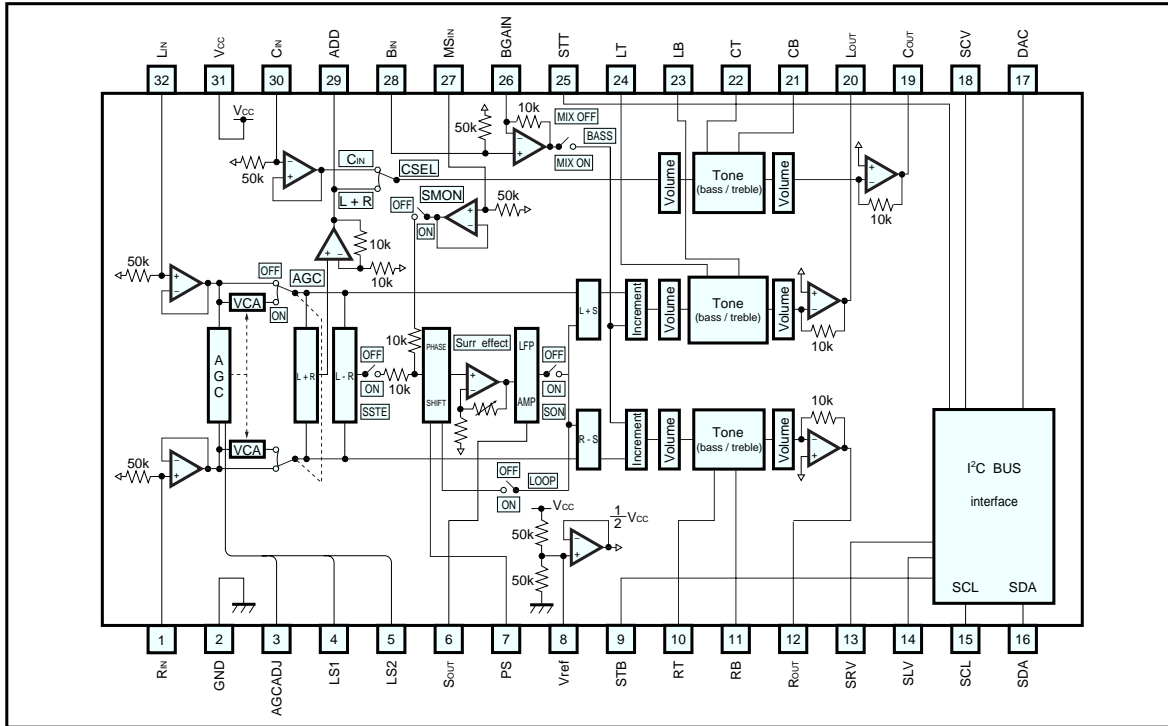 LIN
VCC
CIN
ADD
BIN
MSIN
BGAIN
STT
LT
LB
CT
CB
LOUT
COUT
SCV
DAC
32
31
30
29
28
27
26
25
24
23
22
21
20
19
18
17
VCC
50k
10k
MIX OFF
BASS
MIX ON
50k
CIN
CSEL
L + R
OFF
SMON
ON
50k
Volume
Tone
(bass / treble)
Volume
10k
10k
10k
50k
OFF
AGC
VCA
ON
L + S
Increment
Volume
Tone
(bass / treble)
Volume
10k
AGC
L + R
L - R
OFF
ON
SSTE
10k
10k
PHASE
SHIFT
Surr effect
LFP
AMP
OFF
ON
SON
VCA
50k
R - S
Increment
Volume
Tone
(bass / treble)
Volume
10k
OFF
LOOP
ON
VCC
50k
50k
1/2 VCC
I²C BUS
interface
SCL
SDA
1
2
3
4
5
6
7
8
9
10
11
12
13
14
15
16
RIN
GND
AGCADJ
LS1
LS2
SOUT
PS
Vref
STB
RT
RB
ROUT
SRV
SLV
SCL
SDA